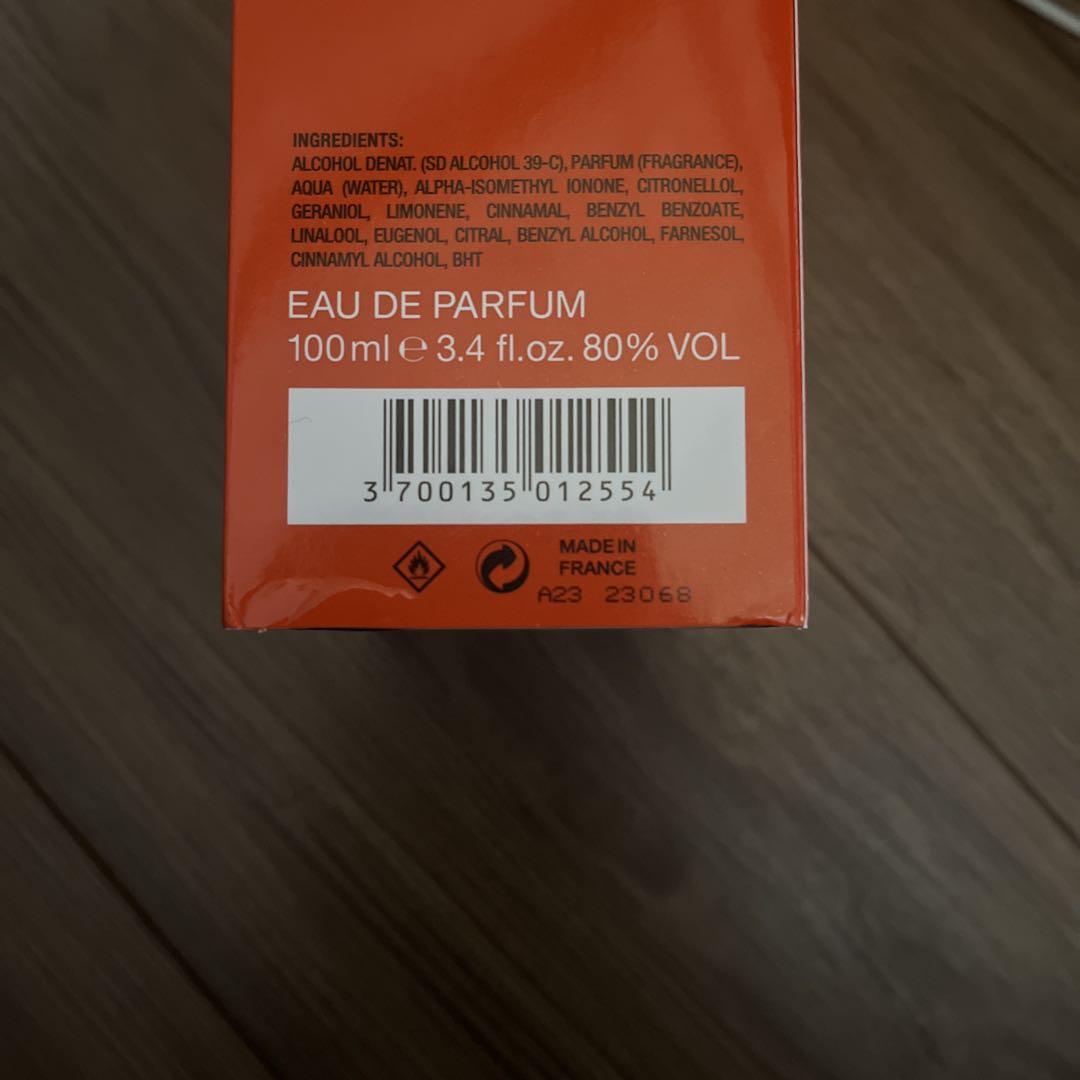 INGREDIENTS:
ALCOHOL DENAT. (SD ALCOHOL 39-C), PARFUM (FRAGRANCE),
AQUA (WATER), ALPHA-ISOMETHYL IONONE, CITRONELLOL,
GERANIOL, LIMONENE, CINNAMAL, BENZYL BENZOATE,
LINALOOL, EUGENOL, CITRAL, BENZYL ALCOHOL, FARNESOL,
CINNAMYL ALCOHOL, BHT
EAU DE PARFUM
100ml ℮ 3.4 fl.oz. 80% VOL
3 700135 012554
MADE IN
FRANCE
A23 23068